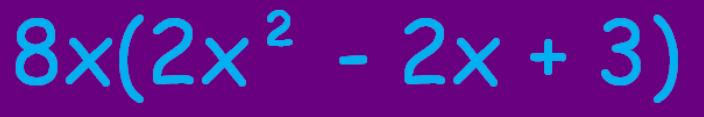 8x(2x² - 2x + 3)